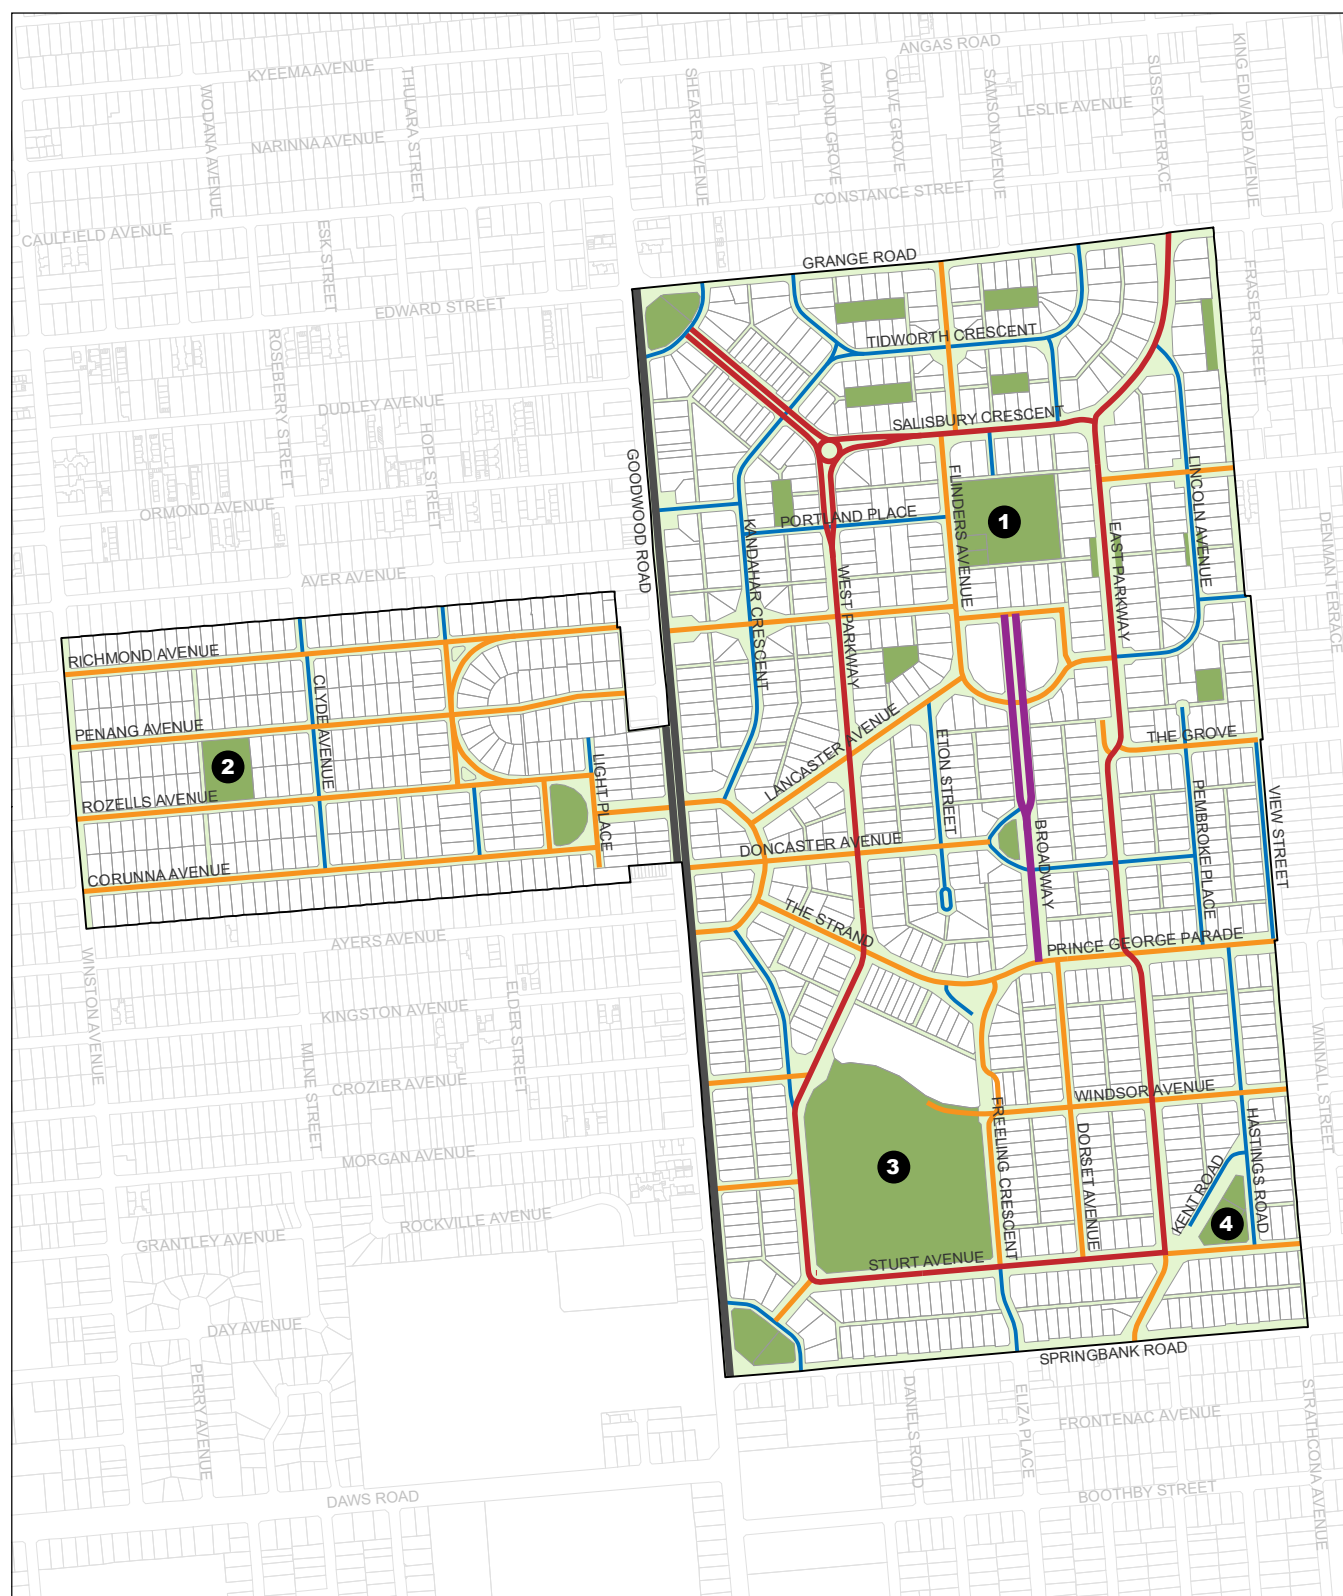 ANGAS ROAD
KYEEMA AVENUE
WODANA AVENUE
THULARA STREET
SHEARER AVENUE
ALMOND GROVE
OLIVE GROVE
SAMSON AVENUE
LESLIE AVENUE
SUSSEX TERRACE
KING EDWARD AVENUE
NARINNA AVENUE
CONSTANCE STREET
CAULFIELD AVENUE
ESK STREET
GRANGE ROAD
FRASER STREET
EDWARD STREET
TIDWORTH CRESCENT
ROSEBERRY STREET
DUDLEY AVENUE
HOPE STREET
SALISBURY CRESCENT
GOODWOOD ROAD
FLINDERS AVENUE
LINCOLN AVENUE
ORMOND AVENUE
PORTLAND PLACE
1
KANDAHAR CRESCENT
EAST PARKWAY
DENMAN TERRACE
AVER AVENUE
WEST PARKWAY
RICHMOND AVENUE
CLYDE AVENUE
PENANG AVENUE
LANCASTER AVENUE
ETON STREET
THE GROVE
2
LIGHT PLACE
ROZELLS AVENUE
PEMBROKE PLACE
VIEW STREET
DONCASTER AVENUE
BROADWAY
CORUNNA AVENUE
THE STRAND
AYERS AVENUE
PRINCE GEORGE PARADE
WINSTON AVENUE
ELDER STREET
KINGSTON AVENUE
MILNE STREET
WINNALL STREET
CROZIER AVENUE
WINDSOR AVENUE
FREELING CRESCENT
DORSET AVENUE
HASTINGS ROAD
MORGAN AVENUE
3
KENT ROAD
4
ROCKVILLE AVENUE
GRANTLEY AVENUE
STURT AVENUE
DAY AVENUE
SPRINGBANK ROAD
PERRY AVENUE
DANIELS ROAD
ELIZA PLACE
FRONTENAC AVENUE
STRATHCONA AVENUE
BOOTHBY STREET
DAWS ROAD